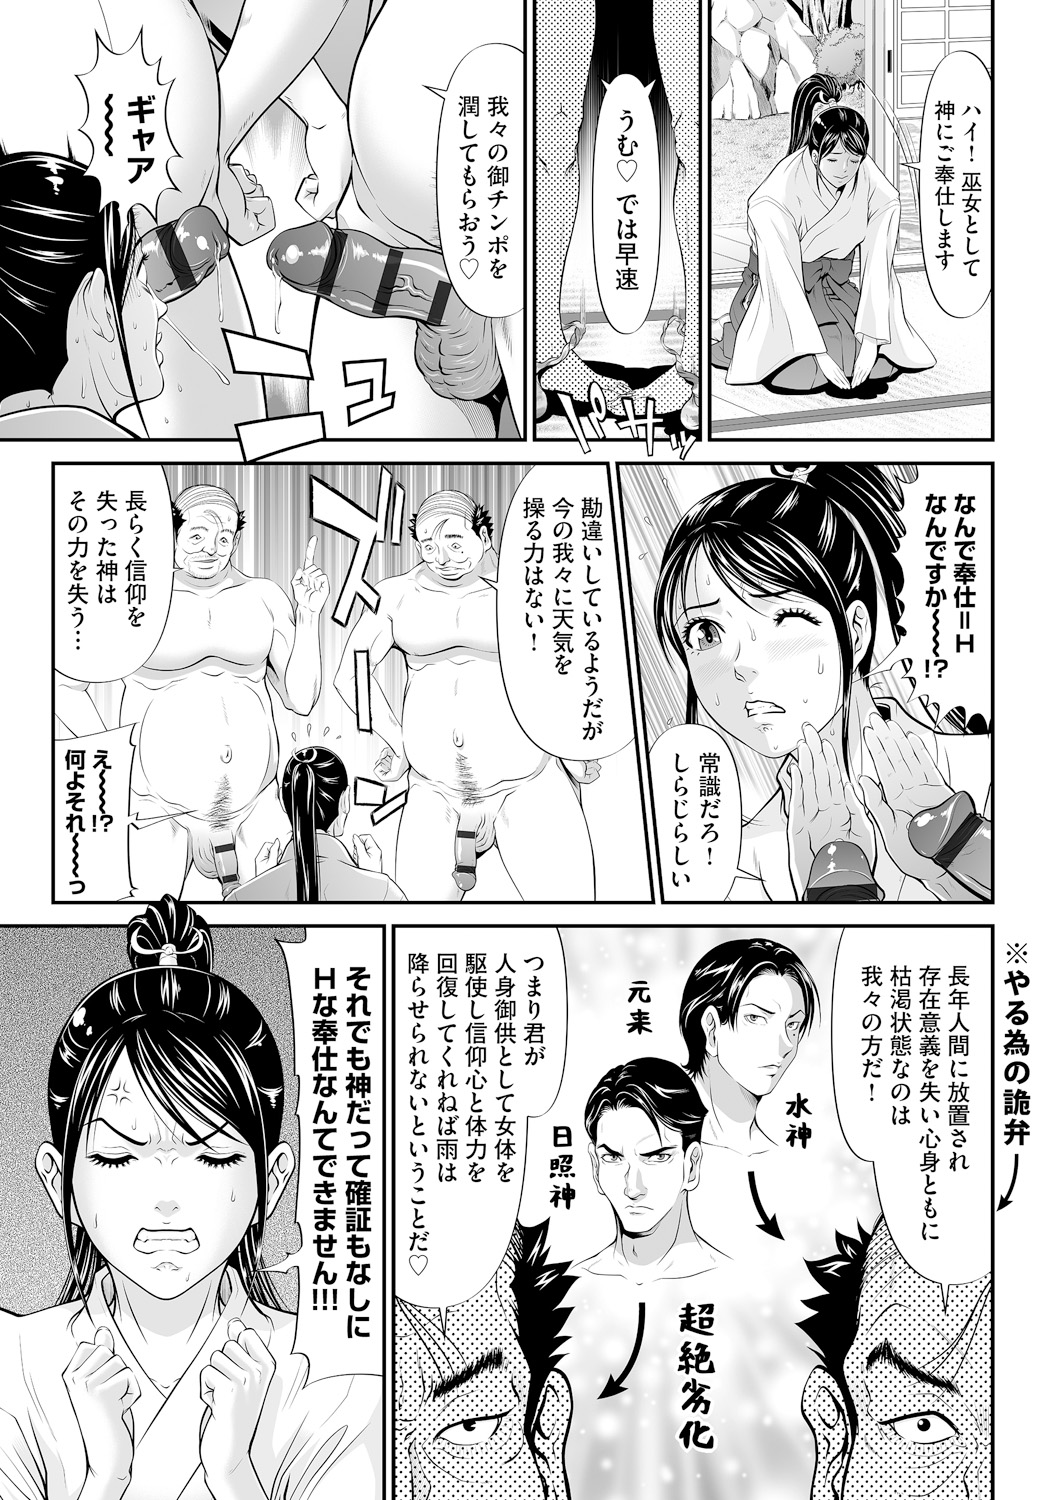 ハイ！巫女として
神にご奉仕します
うむ♡では早速
パサッ
我々の御チンポを
潤してもらおう♡
ギャア〜〜〜
ビュコー
なんで奉仕＝H
なんですか〜〜〜!?
常識だろ！
しらじらしい
勘違いしているようだが
今の我々に天気を
操る力はない！
長らく信仰を
失った神は
その力を失う…
え〜〜〜!?
何よそれ〜〜〜っ
※やる為の詭弁
長年人間に放置され
存在意義を失い心身ともに
枯渇状態なのは
我々の方だ！
元来
水神
日照神
超絶劣化
つまり君が
人身御供として女体を
駆使し信仰心と体力を
回復してくれねば雨は
降らせられないということだ♡
それでも神だって確証もなしに
Hな奉仕なんてできません!!!